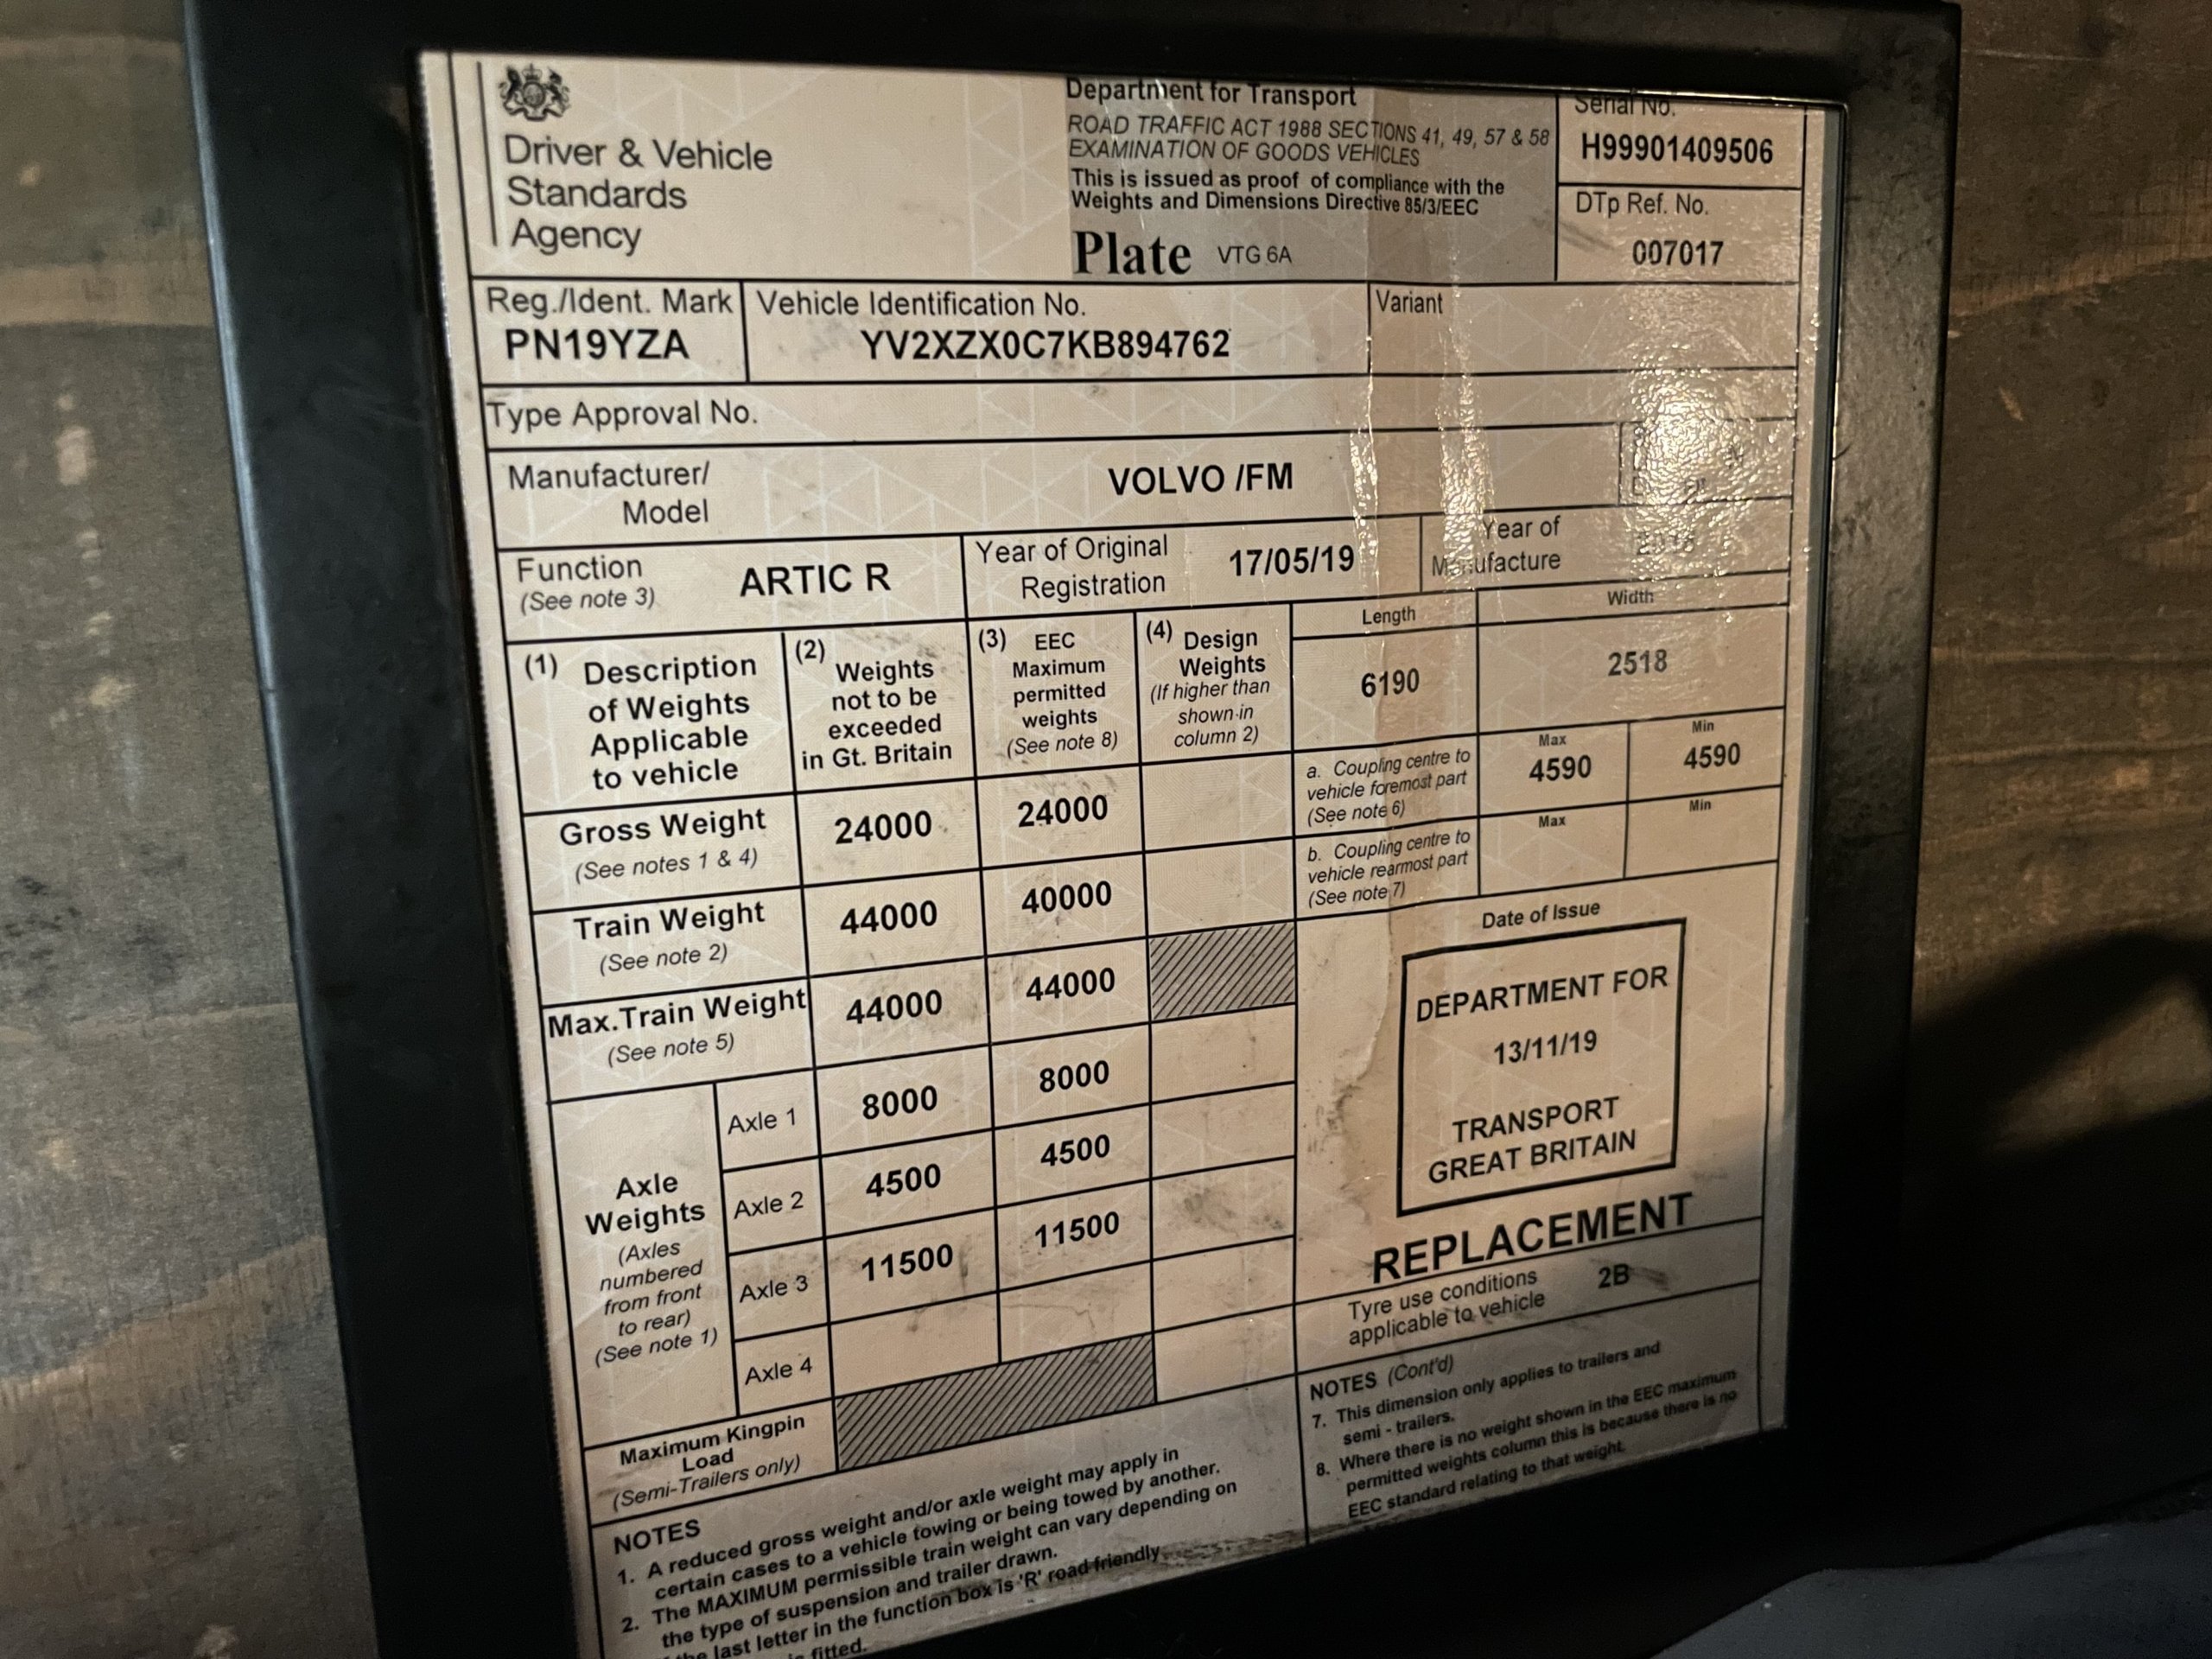 Driver & Vehicle
Standards
Agency
Department for Transport
ROAD TRAFFIC ACT 1988 SECTIONS 41, 49, 57 & 58
EXAMINATION OF GOODS VEHICLES
This is issued as proof of compliance with the
Weights and Dimensions Directive 85/3/EEC
Plate VTG 6A
Serial No.
H99901409506
DTp Ref. No.
007017
Reg./Ident. Mark
PN19YZA
Vehicle Identification No.
YV2XZX0C7KB894762
Variant
Type Approval No.
Manufacturer/
Model
VOLVO /FM
Function
(See note 3)
ARTIC R
Year of Original
Registration
17/05/19
Year of
Manufacture
(1) Description
of Weights
Applicable
to vehicle
(2) Weights
not to be
exceeded
in Gt. Britain
(3) EEC
Maximum
permitted
weights
(See note 8)
(4) Design
Weights
(If higher than
shown in
column 2)
Length
6190
Width
2518
a. Coupling centre to
vehicle foremost part
(See note 6)
Max
4590
Min
4590
b. Coupling centre to
vehicle rearmost part
(See note 7)
Max
Min
Gross Weight
(See notes 1 & 4)
24000 24000
Train Weight
(See note 2)
44000 40000
Max.Train Weight
(See note 5)
44000 44000
Axle
Weights
(Axles
numbered
from front
to rear)
(See note 1)
Axle 1 8000 8000
Axle 2 4500 4500
Axle 3 11500 11500
Axle 4
Maximum Kingpin
Load
(Semi-Trailers only)
Date of Issue
DEPARTMENT FOR
13/11/19
TRANSPORT
GREAT BRITAIN
REPLACEMENT
Tyre use conditions
applicable to vehicle
2B
NOTES
1. A reduced gross weight and/or axle weight may apply in
certain cases to a vehicle towing or being towed by another.
2. The MAXIMUM permissible train weight can vary depending on
the type of suspension and trailer drawn.
last letter in the function box is 'R' road friendly
fitted.
NOTES (Cont'd)
7. This dimension only applies to trailers and
semi - trailers.
8. Where there is no weight shown in the EEC maximum
permitted weights column this is because there is no
EEC standard relating to that weight.